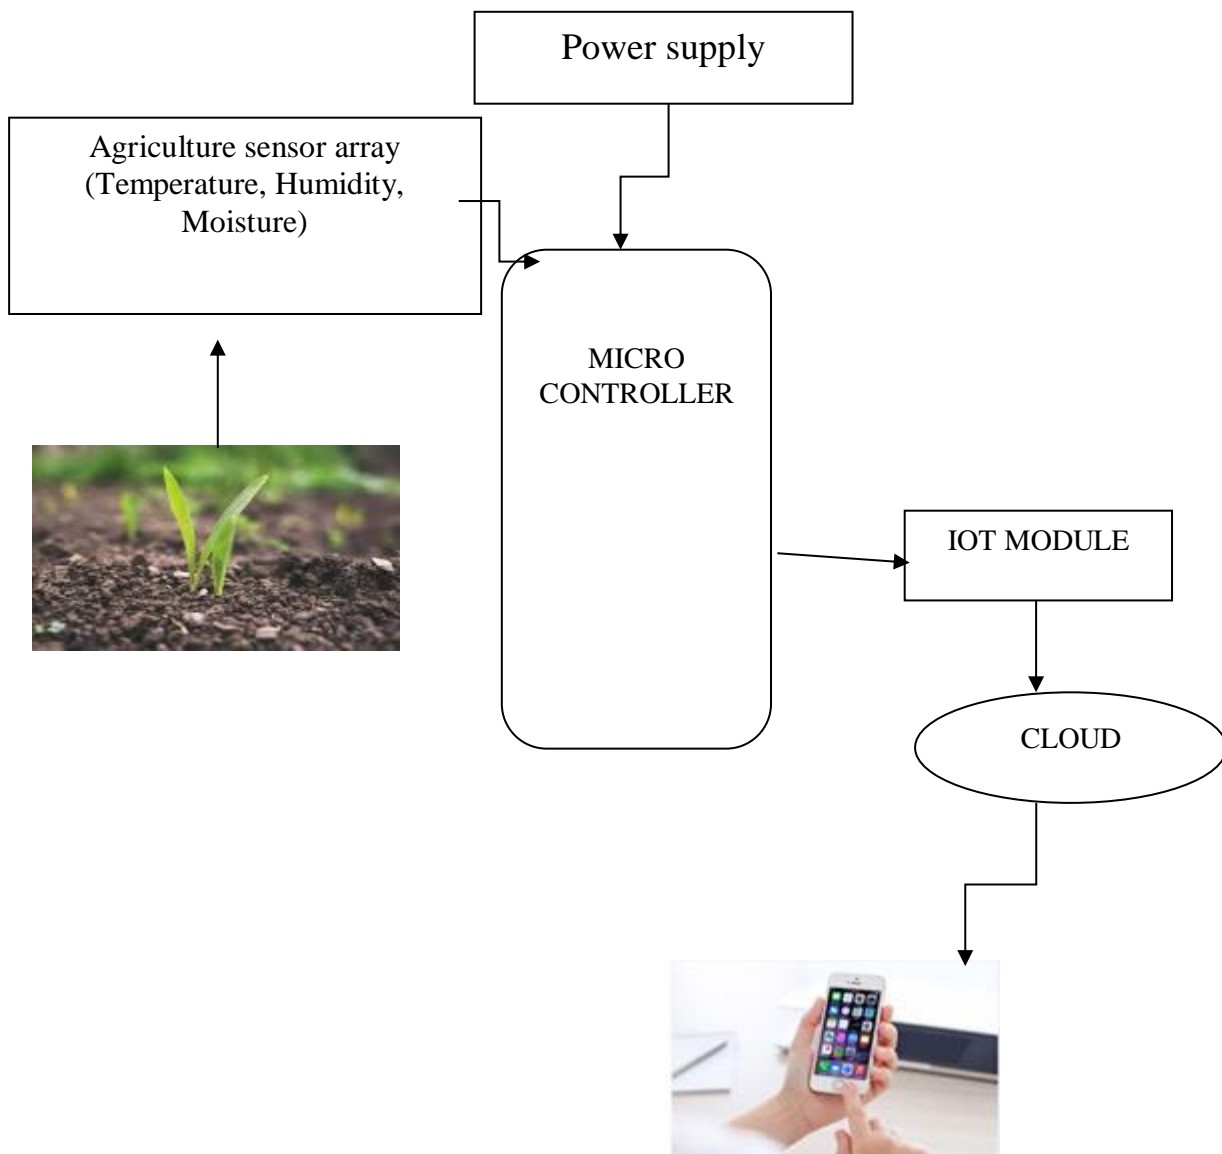 Power supply
Agriculture sensor array
(Temperature, Humidity,
Moisture)
MICRO
CONTROLLER
IOT MODULE
CLOUD